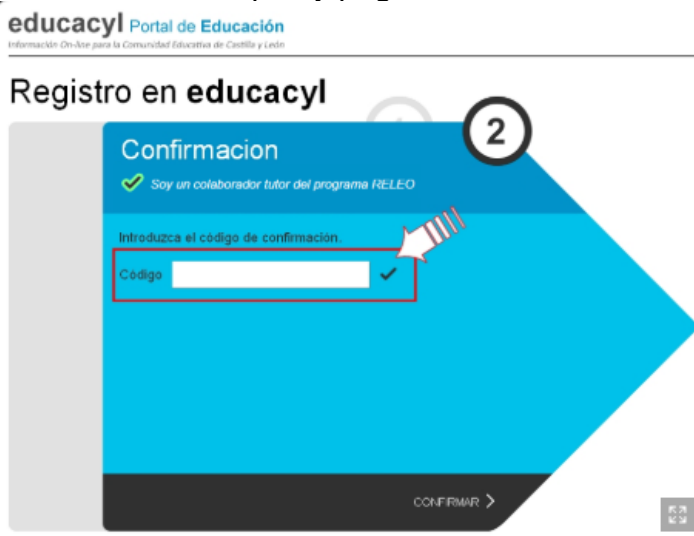 educacyl Portal de Educación
Información On-line para la Comunidad Educativa de Castilla y León
Registro en educacyl
2
Confirmacion
Soy un colaborador tutor del programa RELEO
Introduzca el código de confirmación.
Código
CONFIRMAR